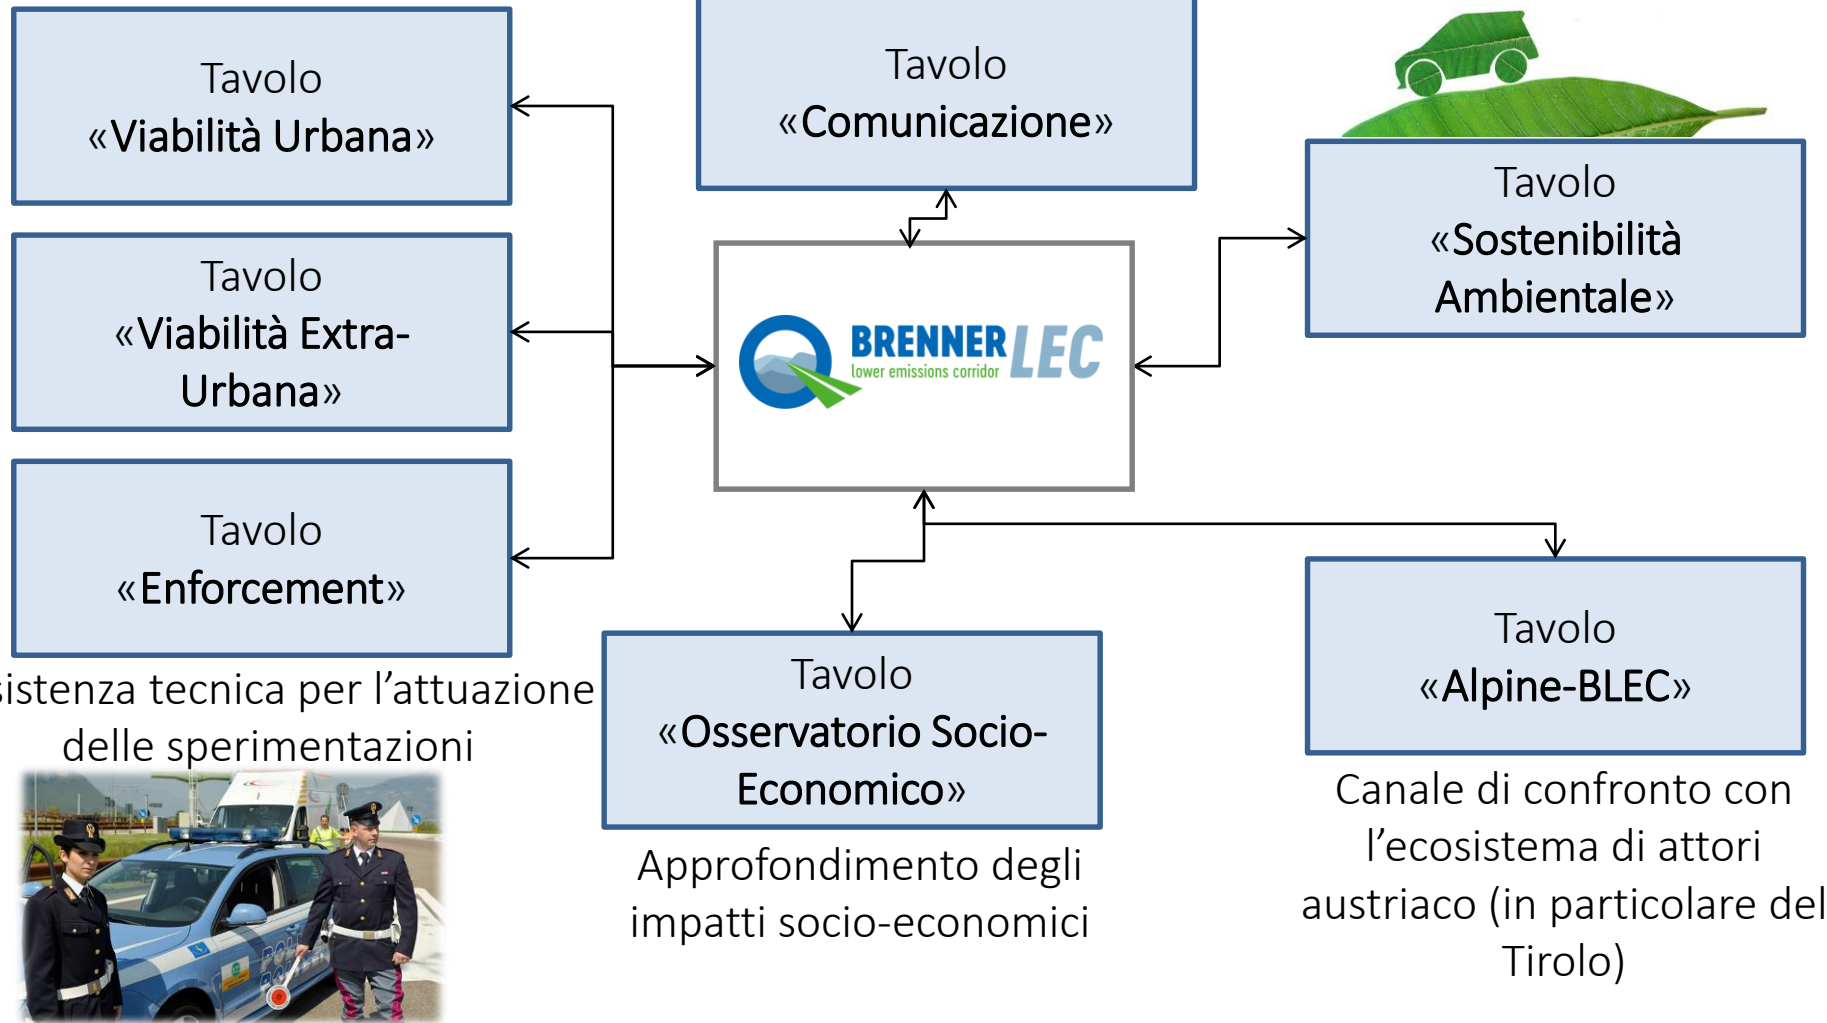 Tavolo
«Viabilità Urbana»
Tavolo
«Comunicazione»
Tavolo
«Sostenibilità
Ambientale»
Tavolo
«Viabilità Extra-
Urbana»
BRENNER LEC
lower emissions corridor
Tavolo
«Enforcement»
sistenza tecnica per l’attuazione
delle sperimentazioni
Tavolo
«Osservatorio Socio-
Economico»
Approfondimento degli
impatti socio-economici
Tavolo
«Alpine-BLEC»
Canale di confronto con
l’ecosistema di attori
austriaco (in particolare del
Tirolo)